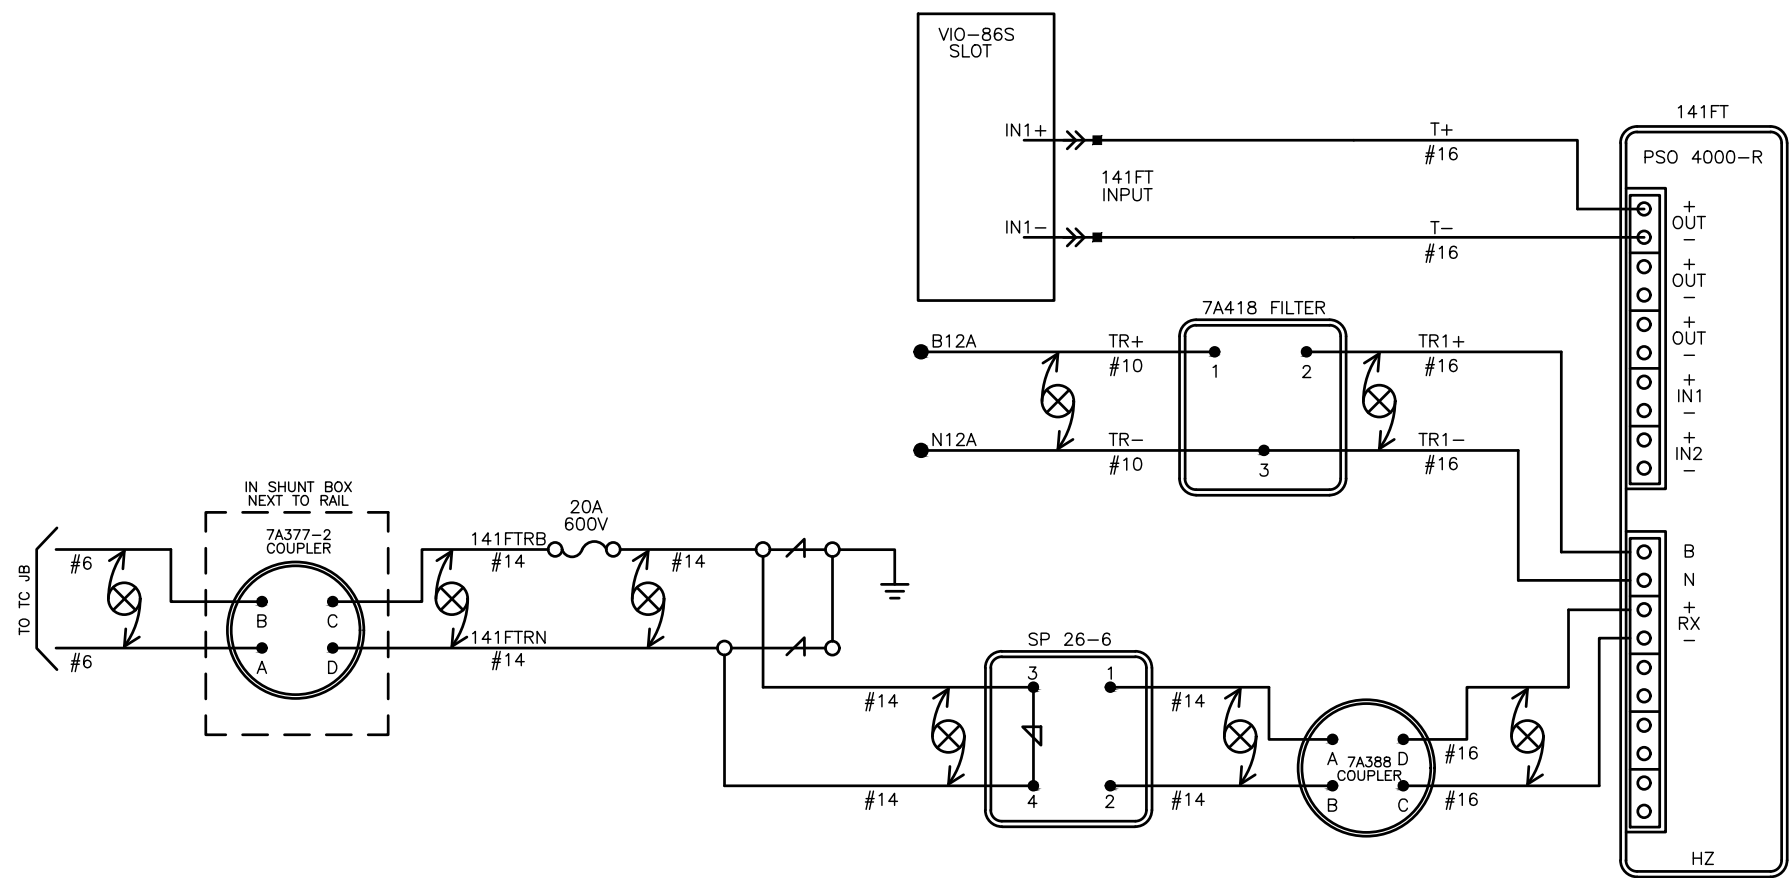 VIO-86S
SLOT
IN1+
T+
#16
141FT
INPUT
IN1-
T-
#16
141FT
PSO 4000-R
+
OUT
-
+
OUT
-
+
OUT
-
+
IN1
-
+
IN2
-
B
N
+
RX
-
HZ
7A418 FILTER
B12A
TR+
#10
1
2
TR1+
#16
N12A
TR-
#10
3
TR1-
#16
IN SHUNT BOX
NEXT TO RAIL
7A377-2
COUPLER
TO TC JB
#6
#6
B
C
A
D
141FTRB
#14
20A
600V
#14
141FTRN
#14
SP 26-6
3
1
#14
#14
4
2
#14
#14
A
D
7A388
COUPLER
B
C
#16
#16